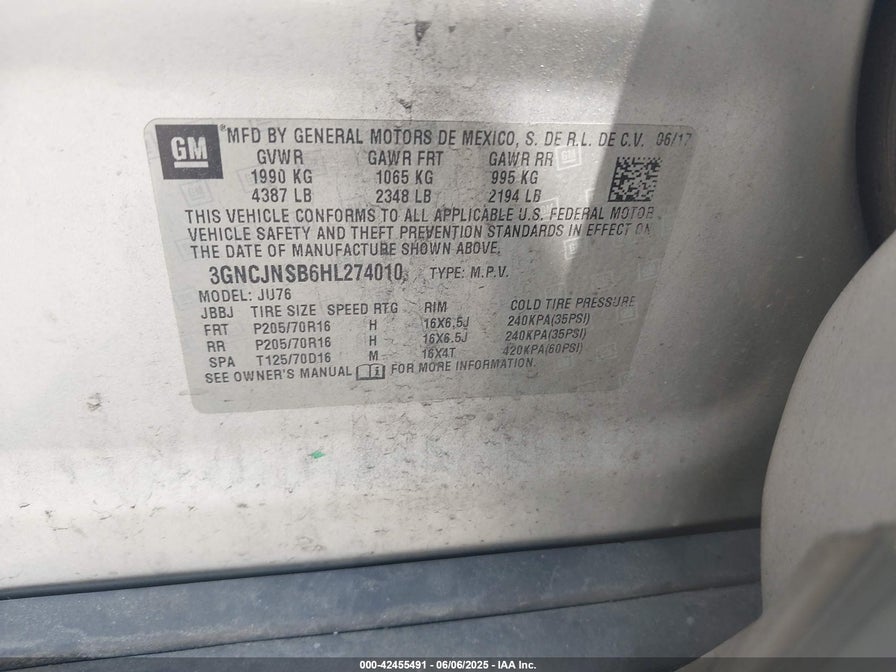 GM ® MFD BY GENERAL MOTORS DE MEXICO, S. DE R.L. DE C.V. 06/17
GVWR GAWR FRT GAWR RR
1990 KG 1065 KG 995 KG
4387 LB 2348 LB 2194 LB
THIS VEHICLE CONFORMS TO ALL APPLICABLE U.S. FEDERAL MOTOR
VEHICLE SAFETY AND THEFT PREVENTION STANDARDS IN EFFECT ON
THE DATE OF MANUFACTURE SHOWN ABOVE.
3GNCJNSB6HL274010 TYPE: M.P.V.
MODEL: JU76
JBBJ TIRE SIZE SPEED RTG RIM COLD TIRE PRESSURE
FRT P205/70R16 H 16X6.5J 240KPA(35PSI)
RR P205/70R16 H 16X6.5J 240KPA(35PSI)
SPA T125/70D16 M 16X4T 420KPA(60PSI)
SEE OWNER'S MANUAL FOR MORE INFORMATION.
000-42455491 - 06/06/2025 - IAA Inc.